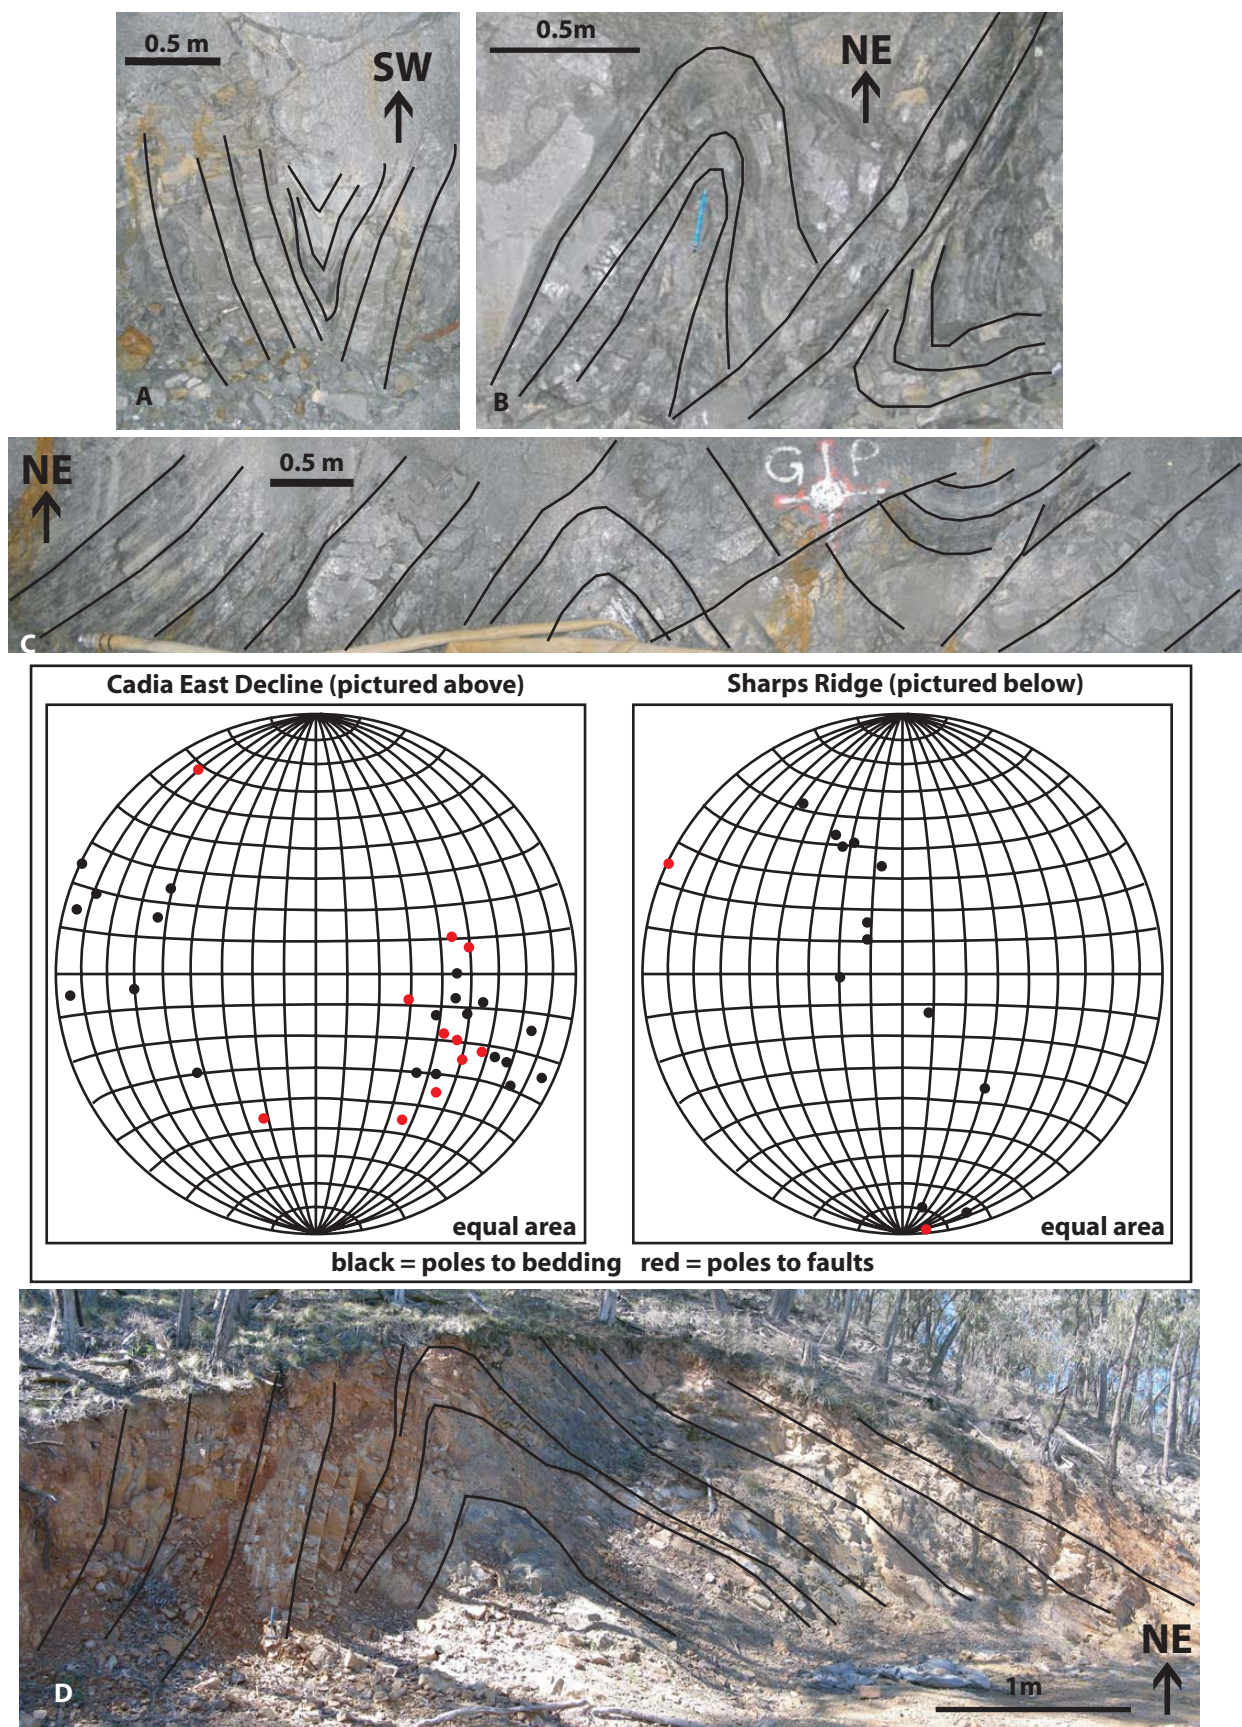 0.5 m
SW
A
0.5m
NE
B
NE
0.5 m
G P
C
Cadia East Decline (pictured above)
Sharps Ridge (pictured below)
equal area
equal area
black = poles to bedding red = poles to faults
NE
1m
D